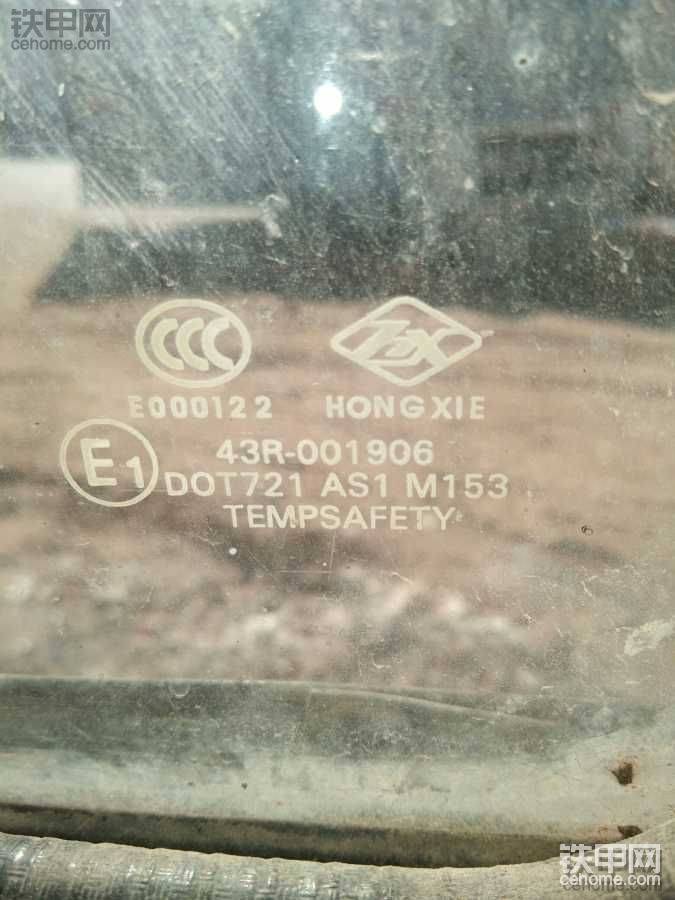 铁甲网
cehome.com
CCC
E000122 HONGXIE
E1
43R-001906
DOT721 AS1 M153
TEMPSAFETY
铁甲网
cehome.com